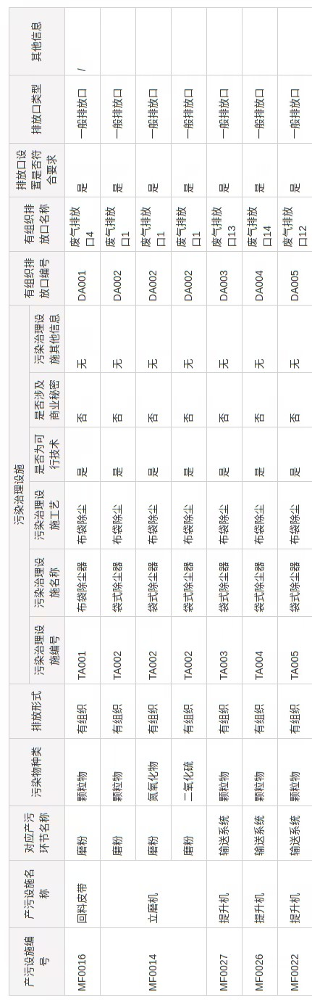 产污设施编
号
产污设施名
称
对应产污
环节名称
污染物种类
排放形式
污染治理设施
污染治理设
施编号
污染治理设
施名称
污染治理设
施工艺
是否为可
行技术
是否涉及
商业秘密
污染治理设
施其他信息
有组织排
放口编号
有组织排
放口名称
排放口设
置是否符
合要求
排放口类型
其他信息
MF0016
回料皮带
磨粉
颗粒物
有组织
TA001
布袋除尘器
布袋除尘
是
否
无
DA001
废气排放
口4
是
一般排放口
/
MF0014
立磨机
磨粉
颗粒物
有组织
TA002
袋式除尘器
布袋除尘
是
否
无
DA002
废气排放
口1
是
一般排放口
磨粉
氮氧化物
有组织
TA002
袋式除尘器
布袋除尘
是
否
无
DA002
废气排放
口1
是
一般排放口
磨粉
二氧化硫
有组织
TA002
袋式除尘器
布袋除尘
是
否
无
DA002
废气排放
口1
是
一般排放口
MF0027
提升机
输送系统
颗粒物
有组织
TA003
袋式除尘器
布袋除尘
是
否
无
DA003
废气排放
口13
是
一般排放口
MF0026
提升机
输送系统
颗粒物
有组织
TA004
袋式除尘器
布袋除尘
是
否
无
DA004
废气排放
口14
是
一般排放口
MF0022
提升机
输送系统
颗粒物
有组织
TA005
袋式除尘器
布袋除尘
是
否
无
DA005
废气排放
口12
是
一般排放口